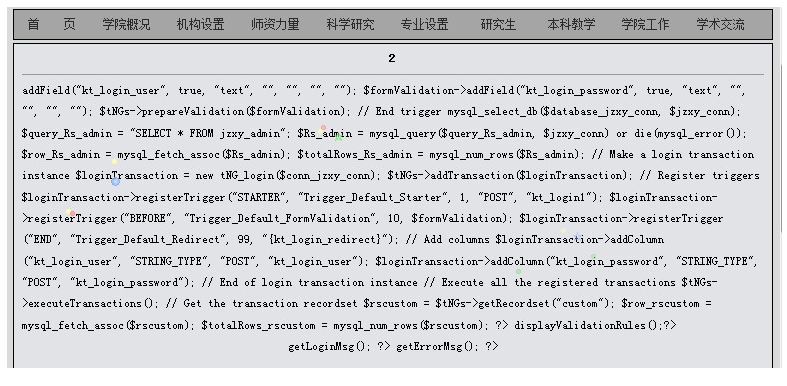 首 页 学院概况 机构设置 师资力量 科学研究 专业设置 研究生 本科教学 学院工作 学术交流
2
addField("kt_login_user", true, "text", "", "", "", ""); $formValidation->addField("kt_login_password", true, "text", "",
"", "", ""); $tNGs->prepareValidation($formValidation); // End trigger mysql_select_db($database_jzxy_conn, $jzxy_conn);
$query_Rs_admin = "SELECT * FROM jzxy_admin"; $Rs_admin = mysql_query($query_Rs_admin, $jzxy_conn) or die(mysql_error());
$row_Rs_admin = mysql_fetch_assoc($Rs_admin); $totalRows_Rs_admin = mysql_num_rows($Rs_admin); // Make a login transaction
instance $loginTransaction = new tNG_login($conn_jzxy_conn); $tNGs->addTransaction($loginTransaction); // Register triggers
$loginTransaction->registerTrigger("STARTER", "Trigger_Default_Starter", 1, "POST", "kt_login1"); $loginTransaction-
>registerTrigger("BEFORE", "Trigger_Default_FormValidation", 10, $formValidation); $loginTransaction->registerTrigger
("END", "Trigger_Default_Redirect", 99, "{kt_login_redirect}"); // Add columns $loginTransaction->addColumn
("kt_login_user", "STRING_TYPE", "POST", "kt_login_user"); $loginTransaction->addColumn("kt_login_password", "STRING_TYPE",
"POST", "kt_login_password"); // End of login transaction instance // Execute all the registered transactions $tNGs-
>executeTransactions(); // Get the transaction recordset $rscustom = $tNGs->getRecordset("custom"); $row_rscustom =
mysql_fetch_assoc($rscustom); $totalRows_rscustom = mysql_num_rows($rscustom); ?> displayValidationRules();?>
getLoginMsg(); ?> getErrorMsg(); ?>